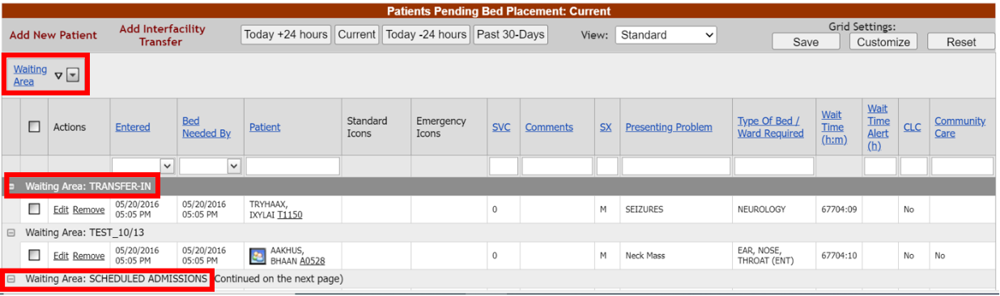 Patients Pending Bed Placement: Current
Add New Patient
Add Interfacility
Transfer
Today +24 hours
Current
Today -24 hours
Past 30-Days
View:
Standard
Grid Settings:
Save
Customize
Reset
Waiting
Area
Actions
Entered
Bed
Needed By
Patient
Standard
Icons
Emergency
Icons
SVC
Comments
SX
Presenting Problem
Type Of Bed /
Ward Required
Wait
Time
(h:m)
Wait
Time
Alert
(h)
CLC
Community
Care
Waiting Area: TRANSFER-IN
Edit Remove
05/20/2016
05:05 PM
05/20/2016
05:05 PM
TRYHAAX,
IXYLAI T1150
0
M
SEIZURES
NEUROLOGY
67704:09
No
Waiting Area: TEST_10/13
Edit Remove
05/20/2016
05:05 PM
05/20/2016
05:05 PM
AAKHUS,
BHAAN A0528
0
M
Neck Mass
EAR, NOSE,
THROAT (ENT)
67704:10
No
No
Waiting Area: SCHEDULED ADMISSIONS (Continued on the next page)